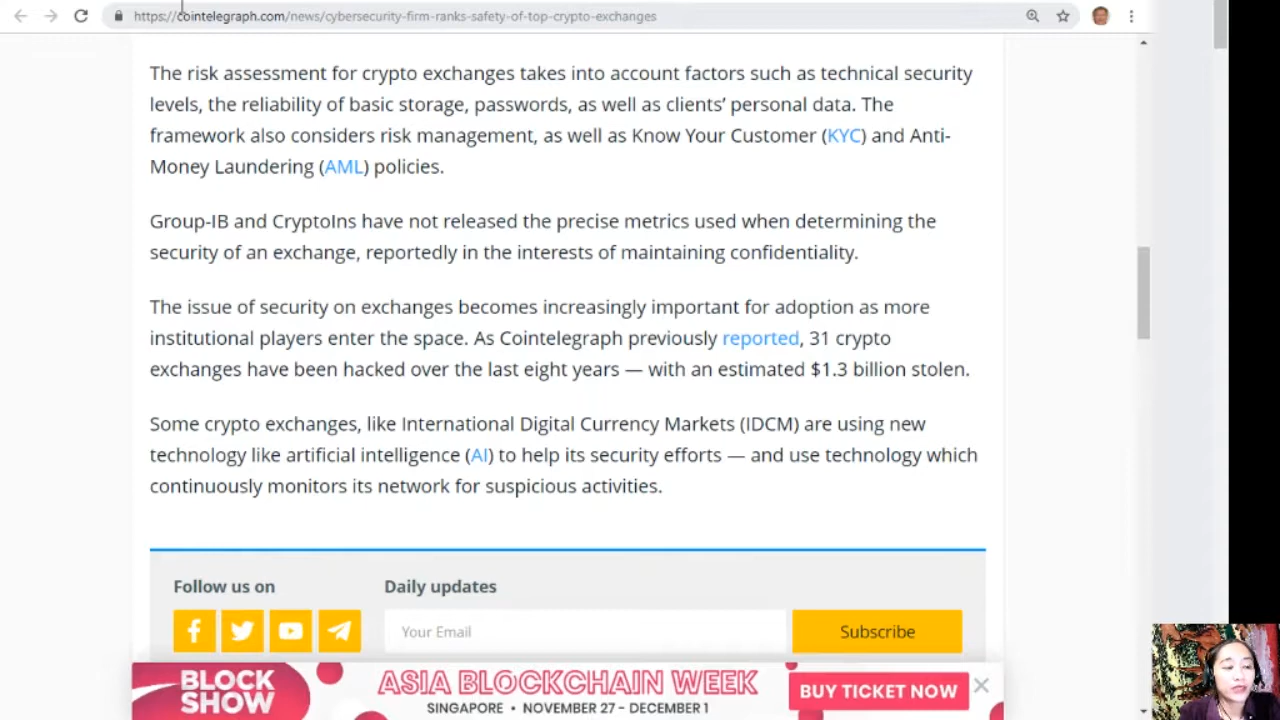 https://cointelegraph.com/news/cybersecurity-firm-ranks-safety-of-top-crypto-exchanges
The risk assessment for crypto exchanges takes into account factors such as technical security
levels, the reliability of basic storage, passwords, as well as clients’ personal data. The
framework also considers risk management, as well as Know Your Customer (KYC) and Anti-
Money Laundering (AML) policies.
Group-IB and CryptoIns have not released the precise metrics used when determining the
security of an exchange, reportedly in the interests of maintaining confidentiality.
The issue of security on exchanges becomes increasingly important for adoption as more
institutional players enter the space. As Cointelegraph previously reported, 31 crypto
exchanges have been hacked over the last eight years — with an estimated $1.3 billion stolen.
Some crypto exchanges, like International Digital Currency Markets (IDCM) are using new
technology like artificial intelligence (AI) to help its security efforts — and use technology which
continuously monitors its network for suspicious activities.
Follow us on
Daily updates
Your Email
Subscribe
BLOCK
SHOW
ASIA BLOCKCHAIN WEEK
SINGAPORE • NOVEMBER 27 - DECEMBER 1
BUY TICKET NOW